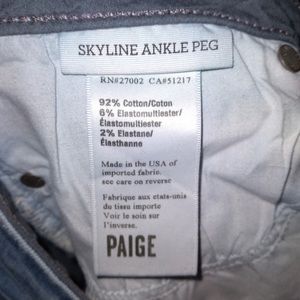 SKYLINE ANKLE PEG
RN#27002 CA#51217
92% Cotton/Coton
6% Elastomultiester/
Élastomultiester
2% Elastane/
Élasthanne
Made in the USA of
imported fabric.
see care on reverse
Fabrique aux etats-unis
de tissu importe
Voir le soin sur
l'inverse.
PAIGE